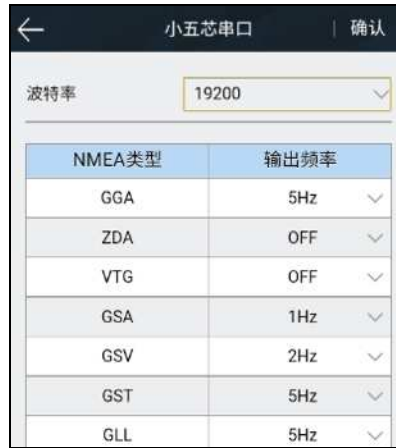 小五芯串口 | 确认
波特率 19200
NMEA类型 输出频率
GGA 5Hz
ZDA OFF
VTG OFF
GSA 1Hz
GSV 2Hz
GST 5Hz
GLL 5Hz